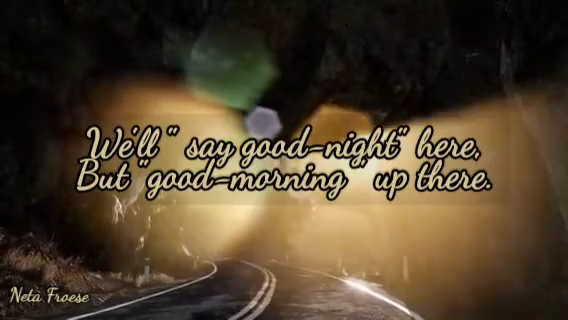 We'll " say good-night" here,
But "good-morning " up there.
Neta Froese